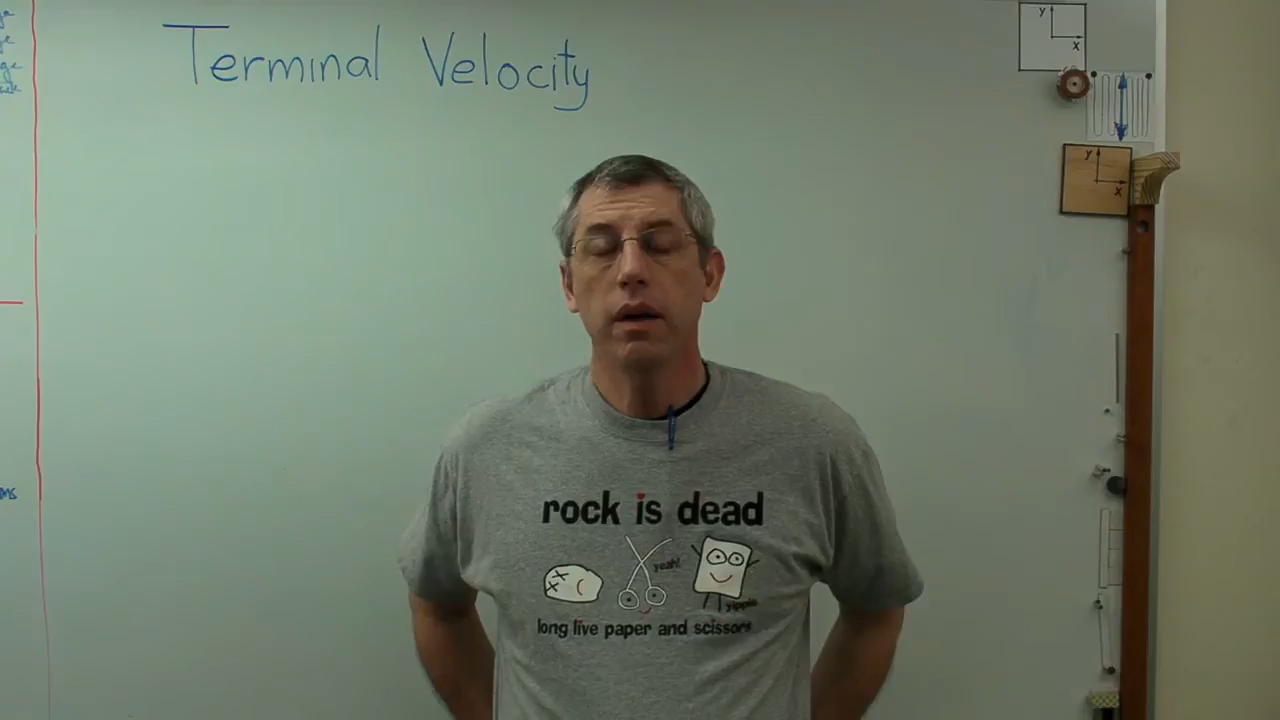 Terminal Velocity
y
x
y
x
rock is dead
yeah!
yippie
long live paper and scissors